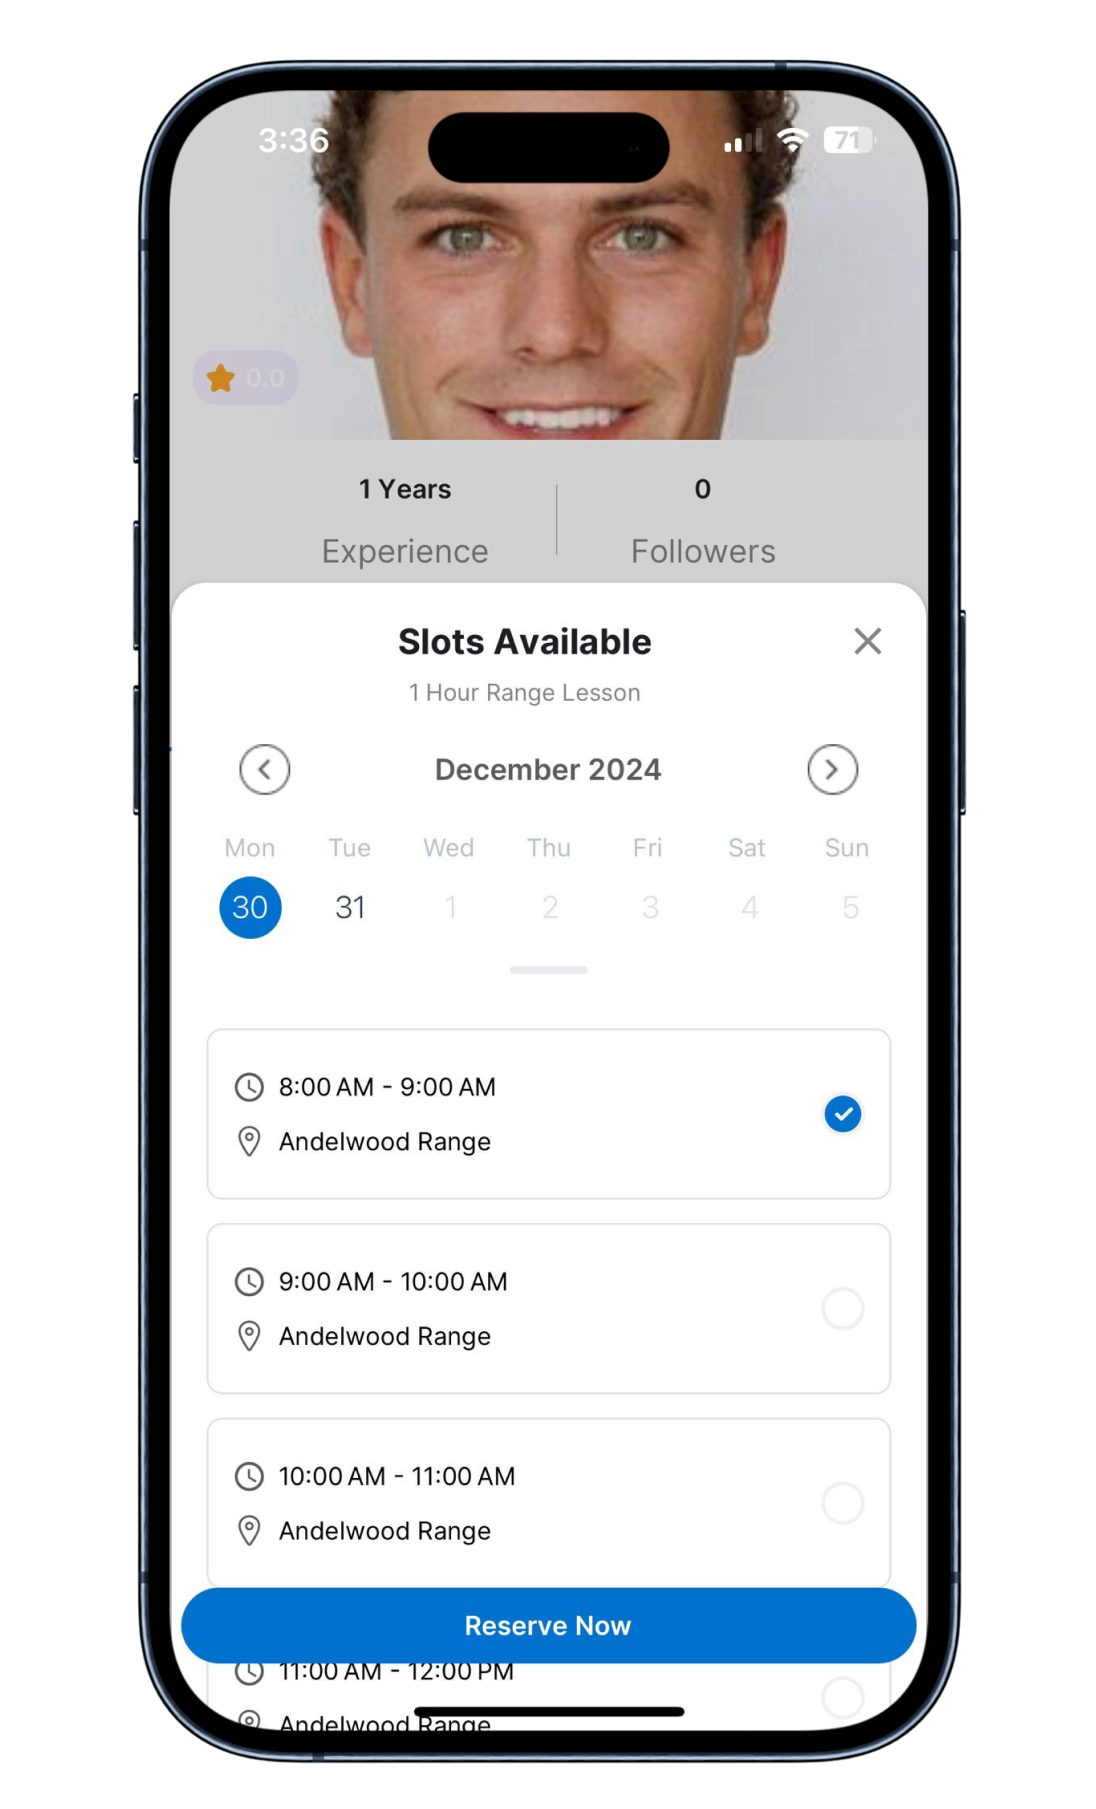 3:36
71
0.0
1 Years
0
Experience
Followers
Slots Available
1 Hour Range Lesson
December 2024
Mon Tue Wed Thu Fri Sat Sun
30 31 1 2 3 4 5
8:00 AM - 9:00 AM
Andelwood Range
9:00 AM - 10:00 AM
Andelwood Range
10:00 AM - 11:00 AM
Andelwood Range
Reserve Now
11:00 AM - 12:00 PM
Andelwood Range